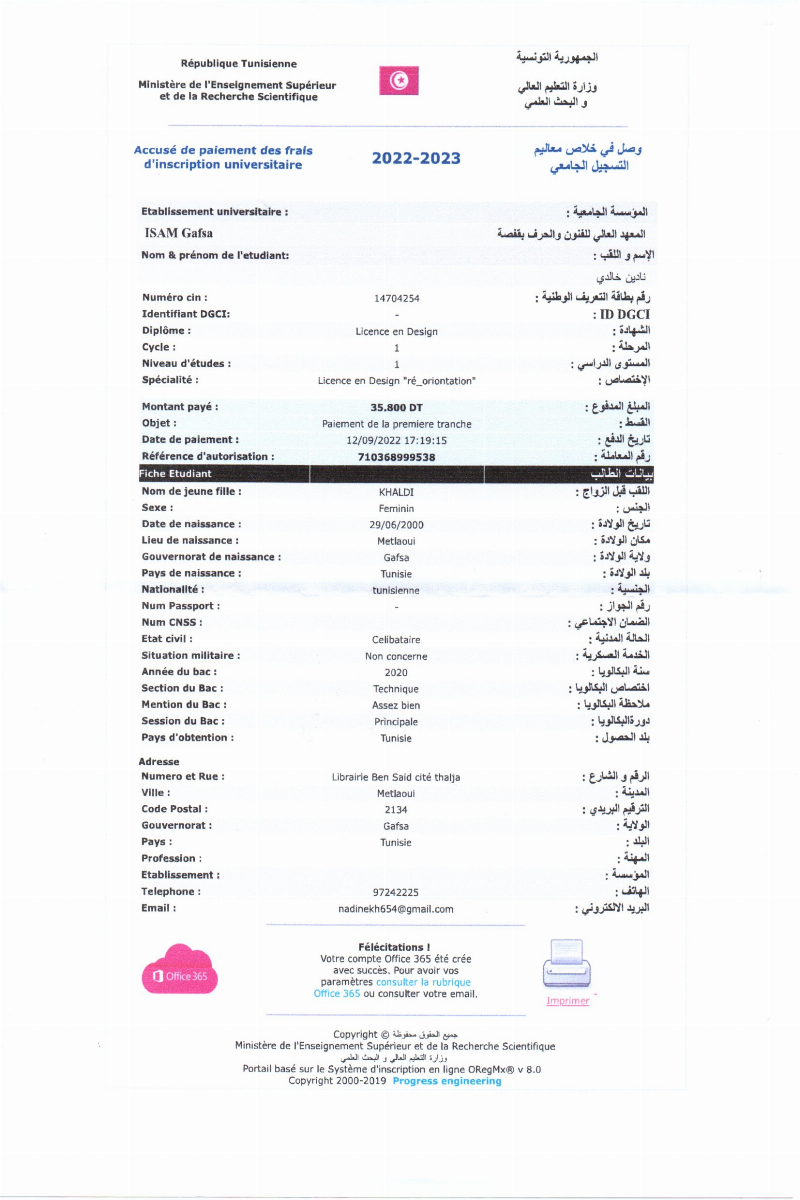 République Tunisienne
الجمهورية التونسية
Ministère de l'Enseignement Supérieur
et de la Recherche Scientifique
وزارة التعليم العالي
و البحث العلمي
Accusé de paiement des frais
d'inscription universitaire
2022-2023
وصل في خلاص معاليم
التسجيل الجامعي
Etablissement universitaire : المؤسسة الجامعية :
ISAM Gafsa المعهد العالي للفنون والحرف بقفصة
Nom & prénom de l'etudiant: الإسم و اللقب :
نادين خالدي
Numéro cin : 14704254 رقم بطاقة التعريف الوطنية :
Identifiant DGCI: - : ID DGCI
Diplôme : Licence en Design الشهادة :
Cycle : 1 المرحلة :
Niveau d'études : 1 المستوى الدراسي :
Spécialité : Licence en Design "ré_oriontation" الإختصاص :
Montant payé : 35.800 DT المبلغ المدفوع :
Objet : Paiement de la premiere tranche القسط :
Date de paiement : 12/09/2022 17:19:15 تاريخ الدفع :
Référence d'autorisation : 710368999538 رقم المعاملة :
Fiche Etudiant بيانات الطالب
Nom de jeune fille : KHALDI اللقب قبل الزواج :
Sexe : Feminin الجنس :
Date de naissance : 29/06/2000 تاريخ الولادة :
Lieu de naissance : Metlaoui مكان الولادة :
Gouvernorat de naissance : Gafsa ولاية الولادة :
Pays de naissance : Tunisie بلد الولادة :
Nationalité : tunisienne الجنسية :
Num Passport : - رقم الجواز :
Num CNSS : الضمان الاجتماعي :
Etat civil : Celibataire الحالة المدنية :
Situation militaire : Non concerne الخدمة العسكرية :
Année du bac : 2020 سنة البكالويا :
Section du Bac : Technique اختصاص البكالويا :
Mention du Bac : Assez bien ملاحظة البكالويا :
Session du Bac : Principale دورةالبكالويا :
Pays d'obtention : Tunisie بلد الحصول :
Adresse
Numero et Rue : Librairie Ben Said cité thalja الرقم و الشارع :
Ville : Metlaoui المدينة :
Code Postal : 2134 الترقيم البريدي :
Gouvernorat : Gafsa الولاية :
Pays : Tunisie البلد :
Profession : المهنة :
Etablissement : المؤسسة :
Telephone : 97242225 الهاتف :
Email : nadinekh654@gmail.com البريد الالكتروني :
Office 365
Félécitations !
Votre compte Office 365 été crée
avec succès. Pour avoir vos
paramètres consulter la rubrique
Office 365 ou consulter votre email.
Imprimer
Copyright © جميع الحقوق محفوظة
Ministère de l'Enseignement Supérieur et de la Recherche Scientifique
وزارة التعليم العالي و البحث العلمي
Portail basé sur le Système d'inscription en ligne ORegMx® v 8.0
Copyright 2000-2019 Progress engineering